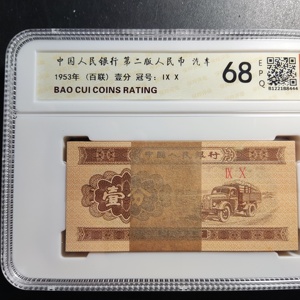 中国人民银行 第二版人民币 汽车
1953年 (百联) 壹分 冠号: IX X
BAO CUI COINS RATING
68
EPQ
8122188444
中国人民银行
IX X
壹